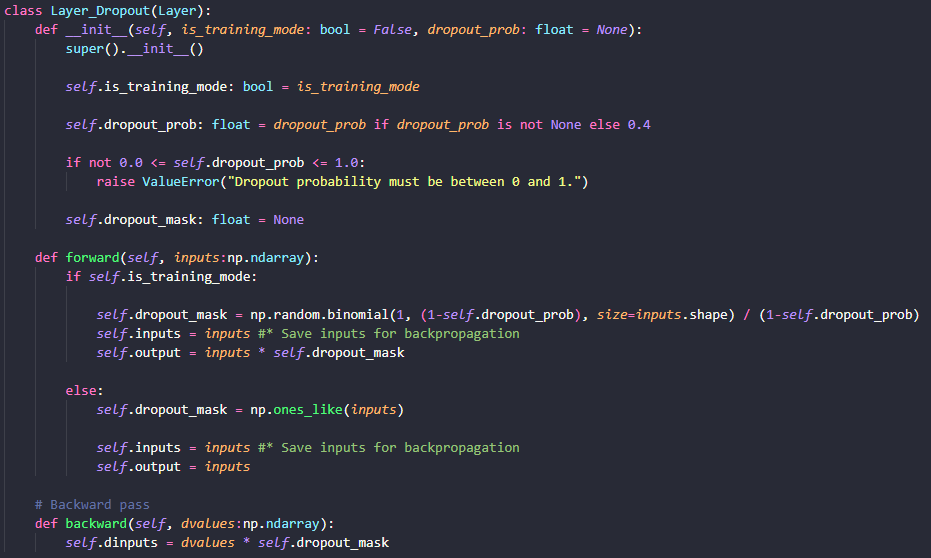 class Layer_Dropout(Layer):
    def __init__(self, is_training_mode: bool = False, dropout_prob: float = None):
        super().__init__()
        self.is_training_mode: bool = is_training_mode
        self.dropout_prob: float = dropout_prob if dropout_prob is not None else 0.4
        if not 0.0 <= self.dropout_prob <= 1.0:
            raise ValueError("Dropout probability must be between 0 and 1.")
        self.dropout_mask: float = None
    def forward(self, inputs:np.ndarray):
        if self.is_training_mode:
            self.dropout_mask = np.random.binomial(1, (1-self.dropout_prob), size=inputs.shape) / (1-self.dropout_prob)
            self.inputs = inputs #* Save inputs for backpropagation
            self.output = inputs * self.dropout_mask
        else:
            self.dropout_mask = np.ones_like(inputs)
            self.inputs = inputs #* Save inputs for backpropagation
            self.output = inputs
    # Backward pass
    def backward(self, dvalues:np.ndarray):
        self.dinputs = dvalues * self.dropout_mask